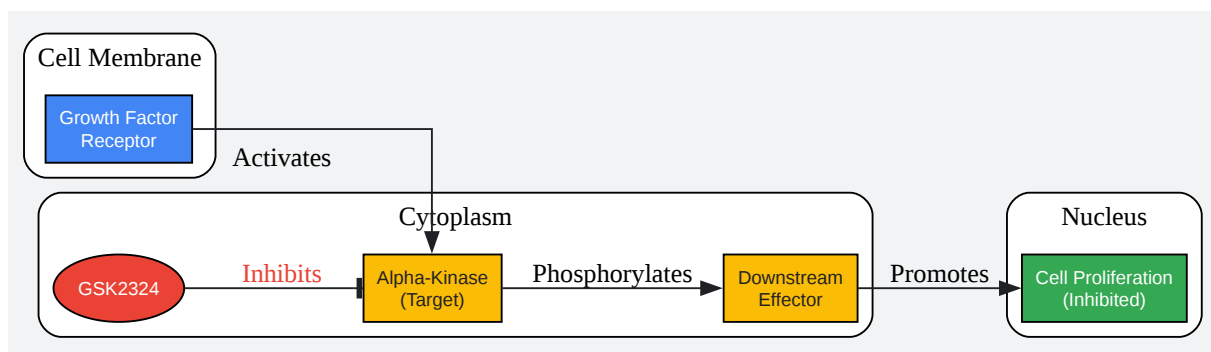 Cell Membrane
Growth Factor
Receptor
Activates
Cytoplasm
Nucleus
GSK2324
Inhibits
Alpha-Kinase
(Target)
Phosphorylates
Downstream
Effector
Promotes
Cell Proliferation
(Inhibited)